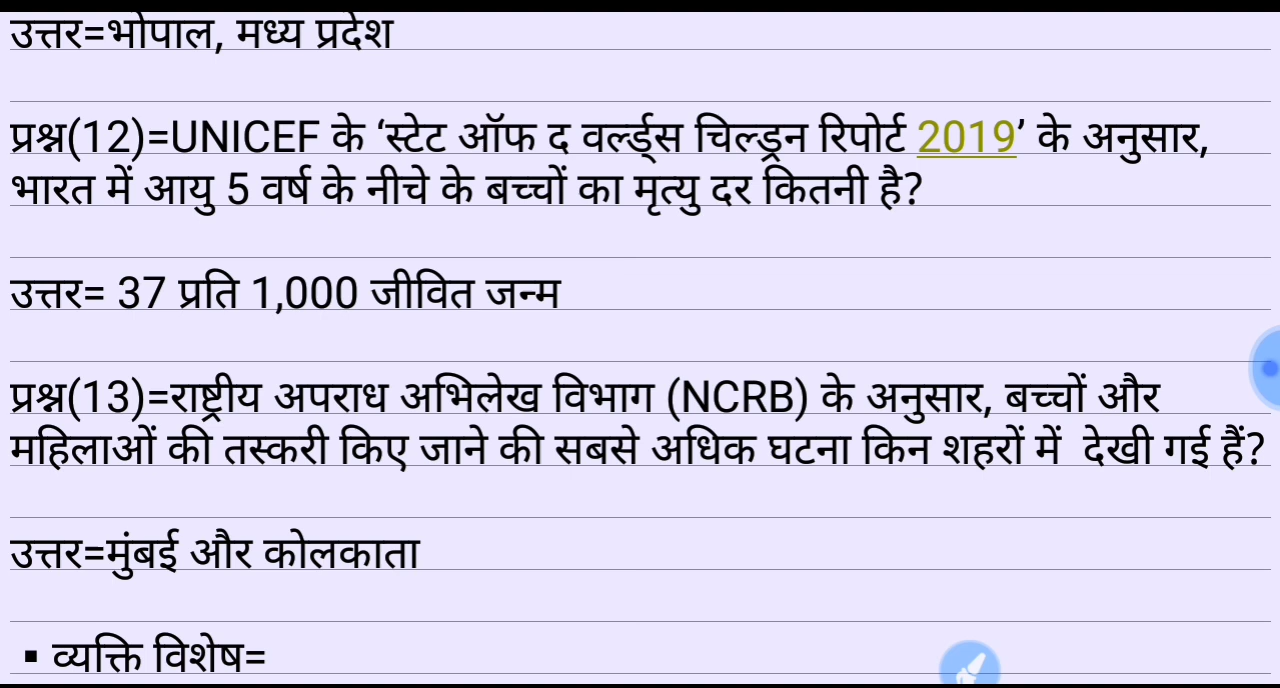 उत्तर=भोपाल, मध्य प्रदेश
प्रश्न(12)=UNICEF के ‘स्टेट ऑफ द वर्ल्ड्स चिल्ड्रन रिपोर्ट 2019’ के अनुसार,
भारत में आयु 5 वर्ष के नीचे के बच्चों का मृत्यु दर कितनी है?
उत्तर= 37 प्रति 1,000 जीवित जन्म
प्रश्न(13)=राष्ट्रीय अपराध अभिलेख विभाग (NCRB) के अनुसार, बच्चों और
महिलाओं की तस्करी किए जाने की सबसे अधिक घटना किन शहरों में  देखी गई हैं?
उत्तर=मुंबई और कोलकाता
▪ व्यक्ति विशेष=